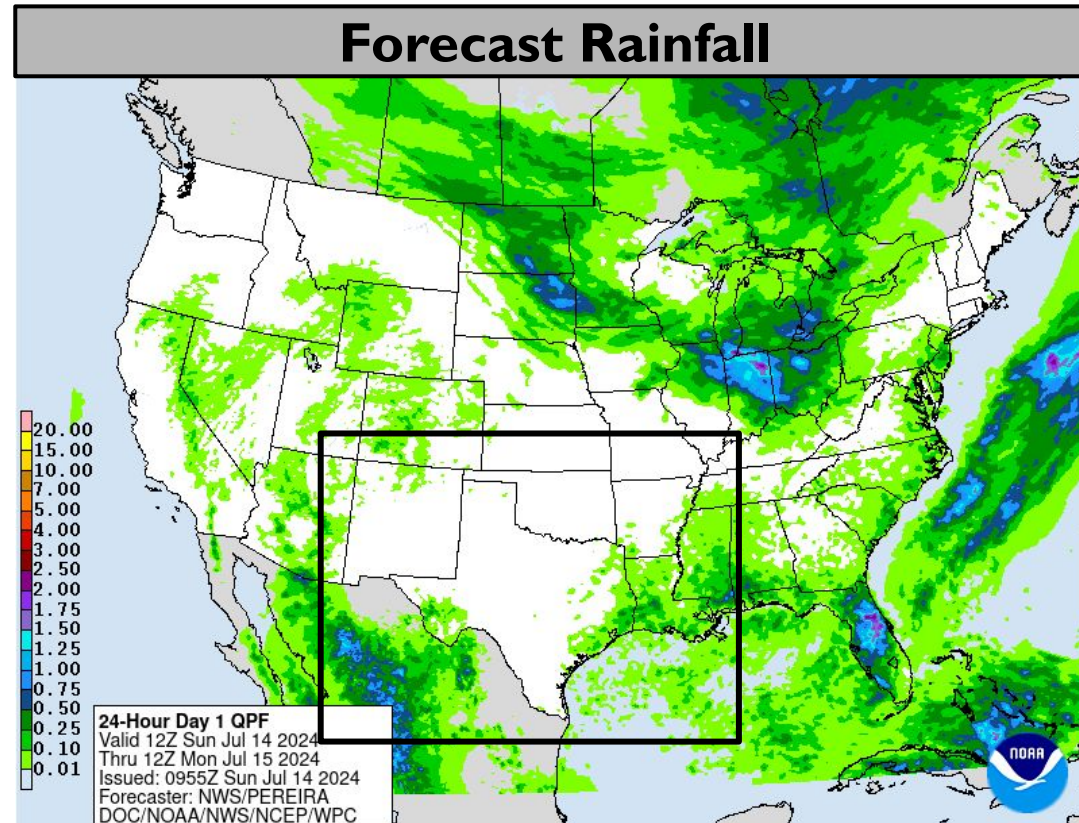 Forecast Rainfall
20.00
15.00
10.00
7.00
5.00
4.00
3.00
2.50
2.00
1.75
1.50
1.25
1.00
0.75
0.50
0.25
0.10
0.01
24-Hour Day 1 QPF
Valid 12Z Sun Jul 14 2024
Thru 12Z Mon Jul 15 2024
Issued: 0955Z Sun Jul 14 2024
Forecaster: NWS/PEREIRA
DOC/NOAA/NWS/NCEP/WPC
NOAA